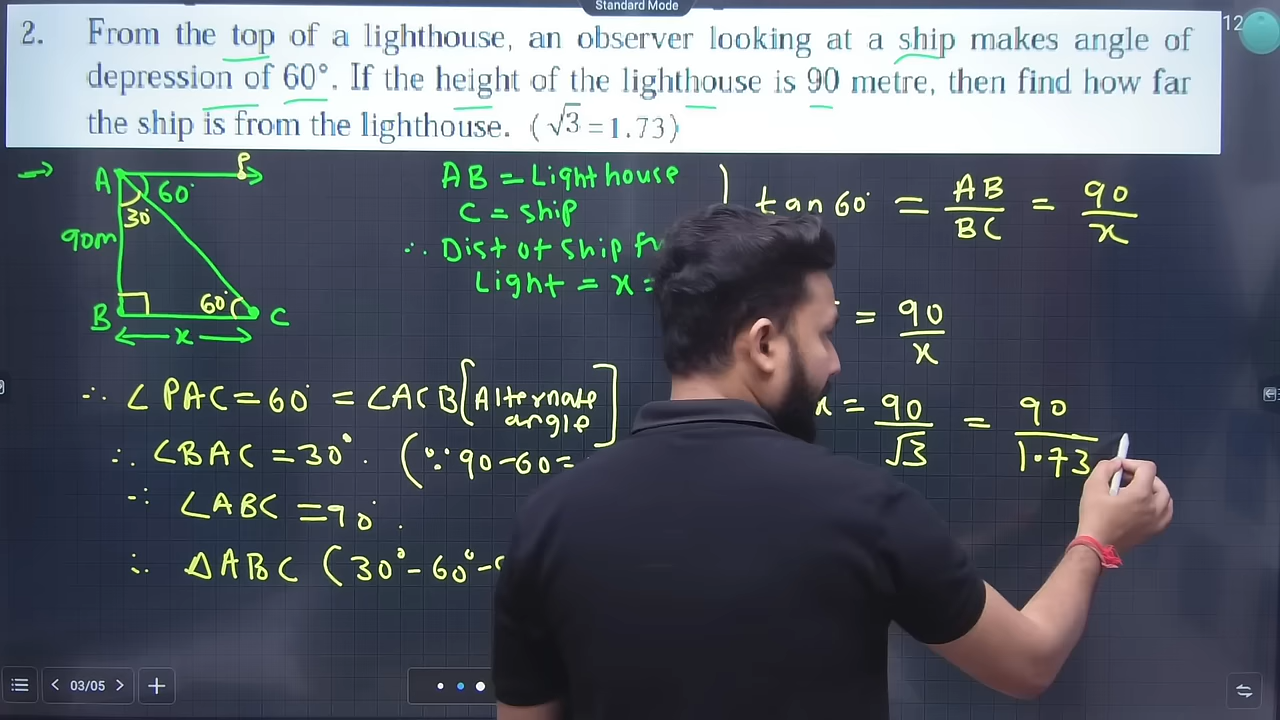 Standard Mode
12
2. From the top of a lighthouse, an observer looking at a ship makes angle of
depression of 60°. If the height of the lighthouse is 90 metre, then find how far
the ship is from the lighthouse. (√3 = 1.73)
A 60° P
30°
90m
B 60° C
x
AB = Lighthouse
C = ship
∴ Dist of ship
Light = x =
∴ ∠PAC = 60° = ∠ACB [Alternate angle]
∴ ∠BAC = 30°. (∵ 90-60=
∠ABC = 90°.
∴ △ABC (30°-60°-
tan 60° = AB/BC = 90/x
= 90/x
x = 90/√3 = 90/1.73
03/05